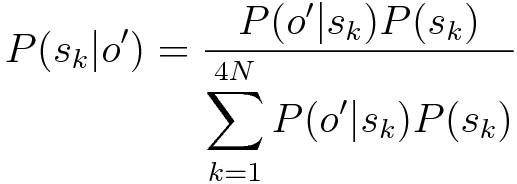 P(s_k|o′) = \frac{P(o′|s_k)P(s_k)}{\sum_{k=1}^{4N} P(o′|s_k)P(s_k)}